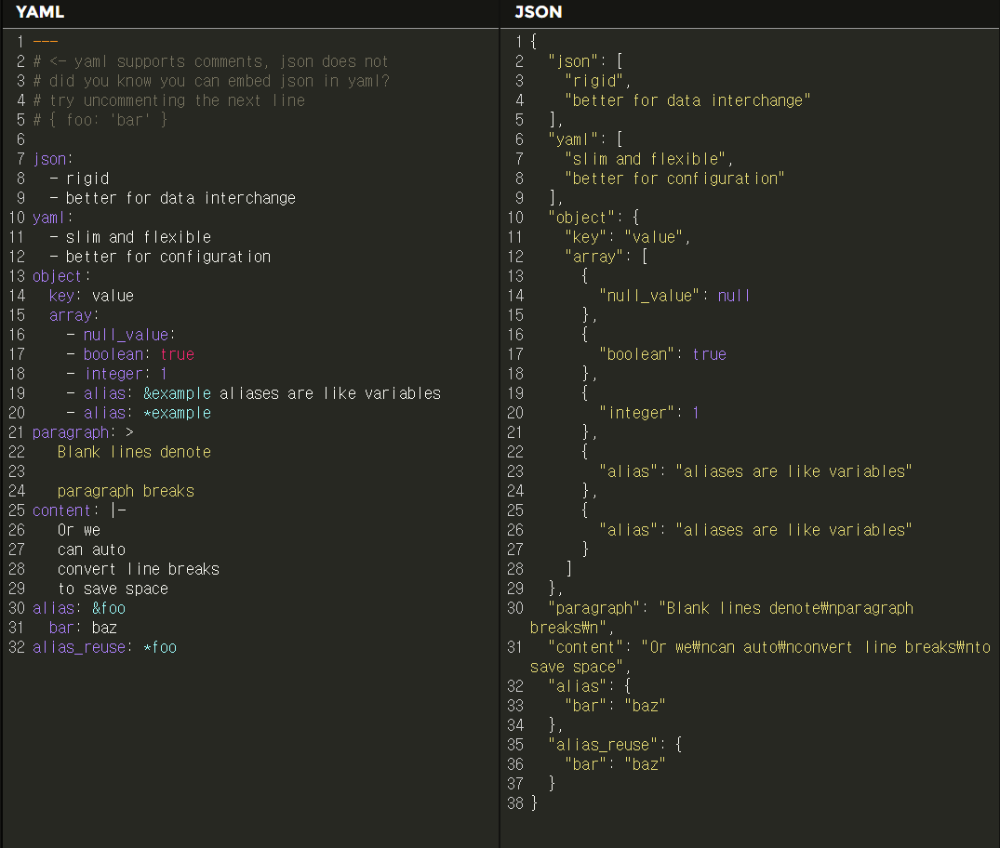 YAML
1 ---
2 # <- yaml supports comments, json does not
3 # did you know you can embed json in yaml?
4 # try uncommenting the next line
5 # { foo: 'bar' }
6
7 json:
8   - rigid
9   - better for data interchange
10 yaml:
11   - slim and flexible
12   - better for configuration
13 object:
14   key: value
15   array:
16     - null_value:
17     - boolean: true
18     - integer: 1
19     - alias: &example aliases are like variables
20     - alias: *example
21 paragraph: >
22    Blank lines denote
23
24    paragraph breaks
25 content: |-
26    Or we
27    can auto
28    convert line breaks
29    to save space
30 alias: &foo
31   bar: baz
32 alias_reuse: *foo
JSON
1 {
2   "json": [
3     "rigid",
4     "better for data interchange"
5   ],
6   "yaml": [
7     "slim and flexible",
8     "better for configuration"
9   ],
10   "object": {
11     "key": "value",
12     "array": [
13       {
14         "null_value": null
15       },
16       {
17         "boolean": true
18       },
19       {
20         "integer": 1
21       },
22       {
23         "alias": "aliases are like variables"
24       },
25       {
26         "alias": "aliases are like variables"
27       }
28     ]
29   },
30   "paragraph": "Blank lines denote₩nparagraph
breaks₩n",
31   "content": "Or we₩ncan auto₩nconvert line breaks₩nto
save space",
32   "alias": {
33     "bar": "baz"
34   },
35   "alias_reuse": {
36     "bar": "baz"
37   }
38 }